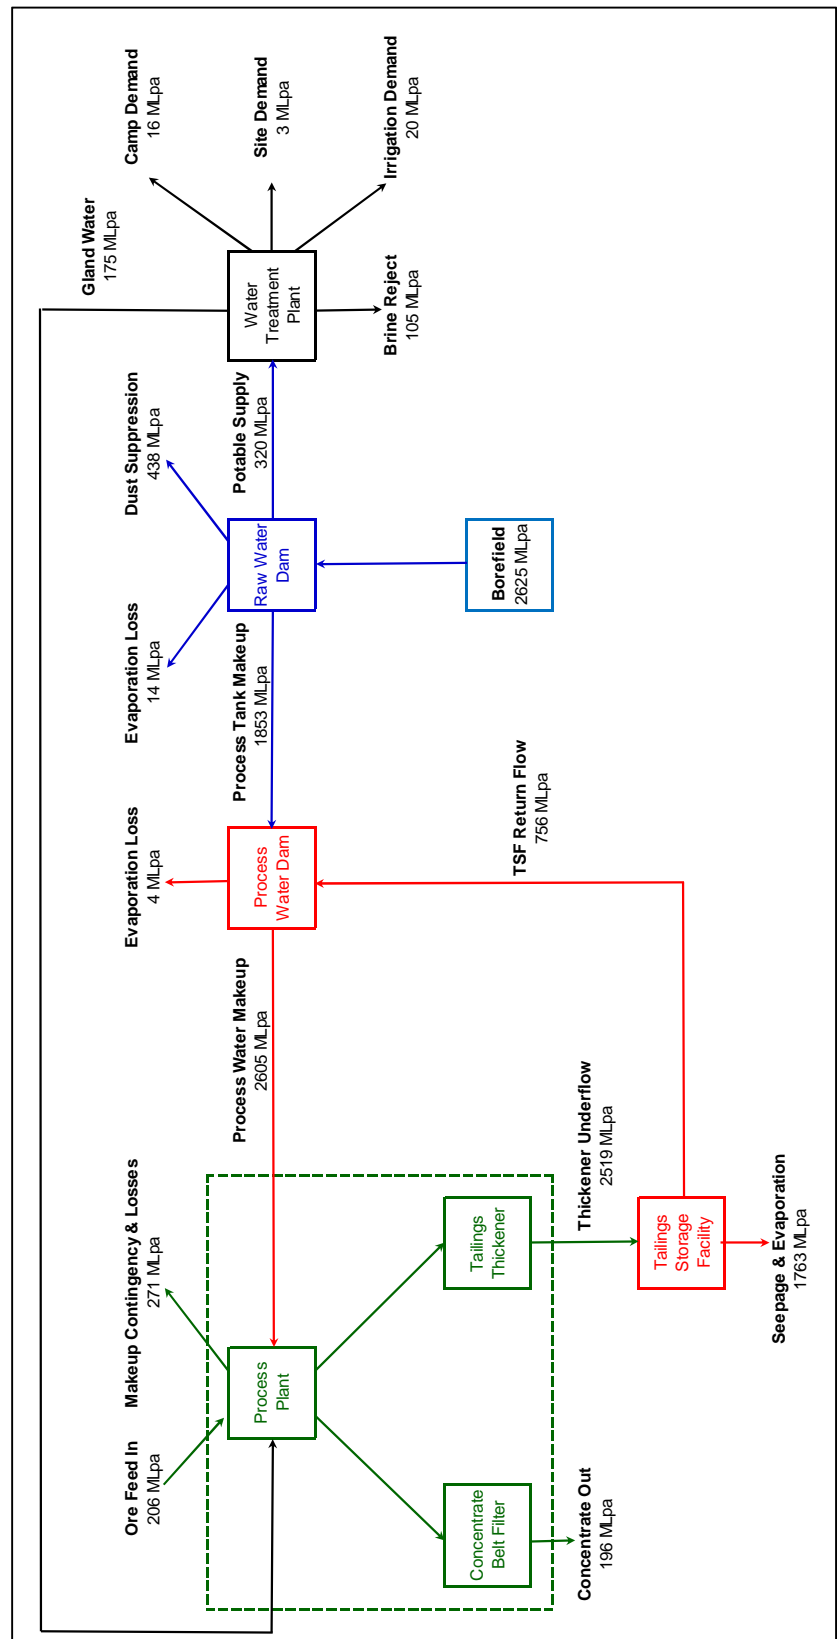 Ore Feed In
206 MLpa
Makeup Contingency & Losses
271 MLpa
Evaporation Loss
4 MLpa
Evaporation Loss
14 MLpa
Dust Suppression
438 MLpa
Gland Water
175 MLpa
Camp Demand
16 MLpa
Site Demand
3 MLpa
Irrigation Demand
20 MLpa
Process
Plant
Process Water Makeup
2605 MLpa
Process
Water Dam
Process Tank Makeup
1853 MLpa
Raw Water
Dam
Potable Supply
320 MLpa
Water
Treatment
Plant
Brine Reject
105 MLpa
Concentrate
Belt Filter
Tailings
Thickener
Borefield
2625 MLpa
Concentrate Out
196 MLpa
Thickener Underflow
2519 MLpa
TSF Return Flow
756 MLpa
Tailings
Storage
Facility
Seepage & Evaporation
1763 MLpa